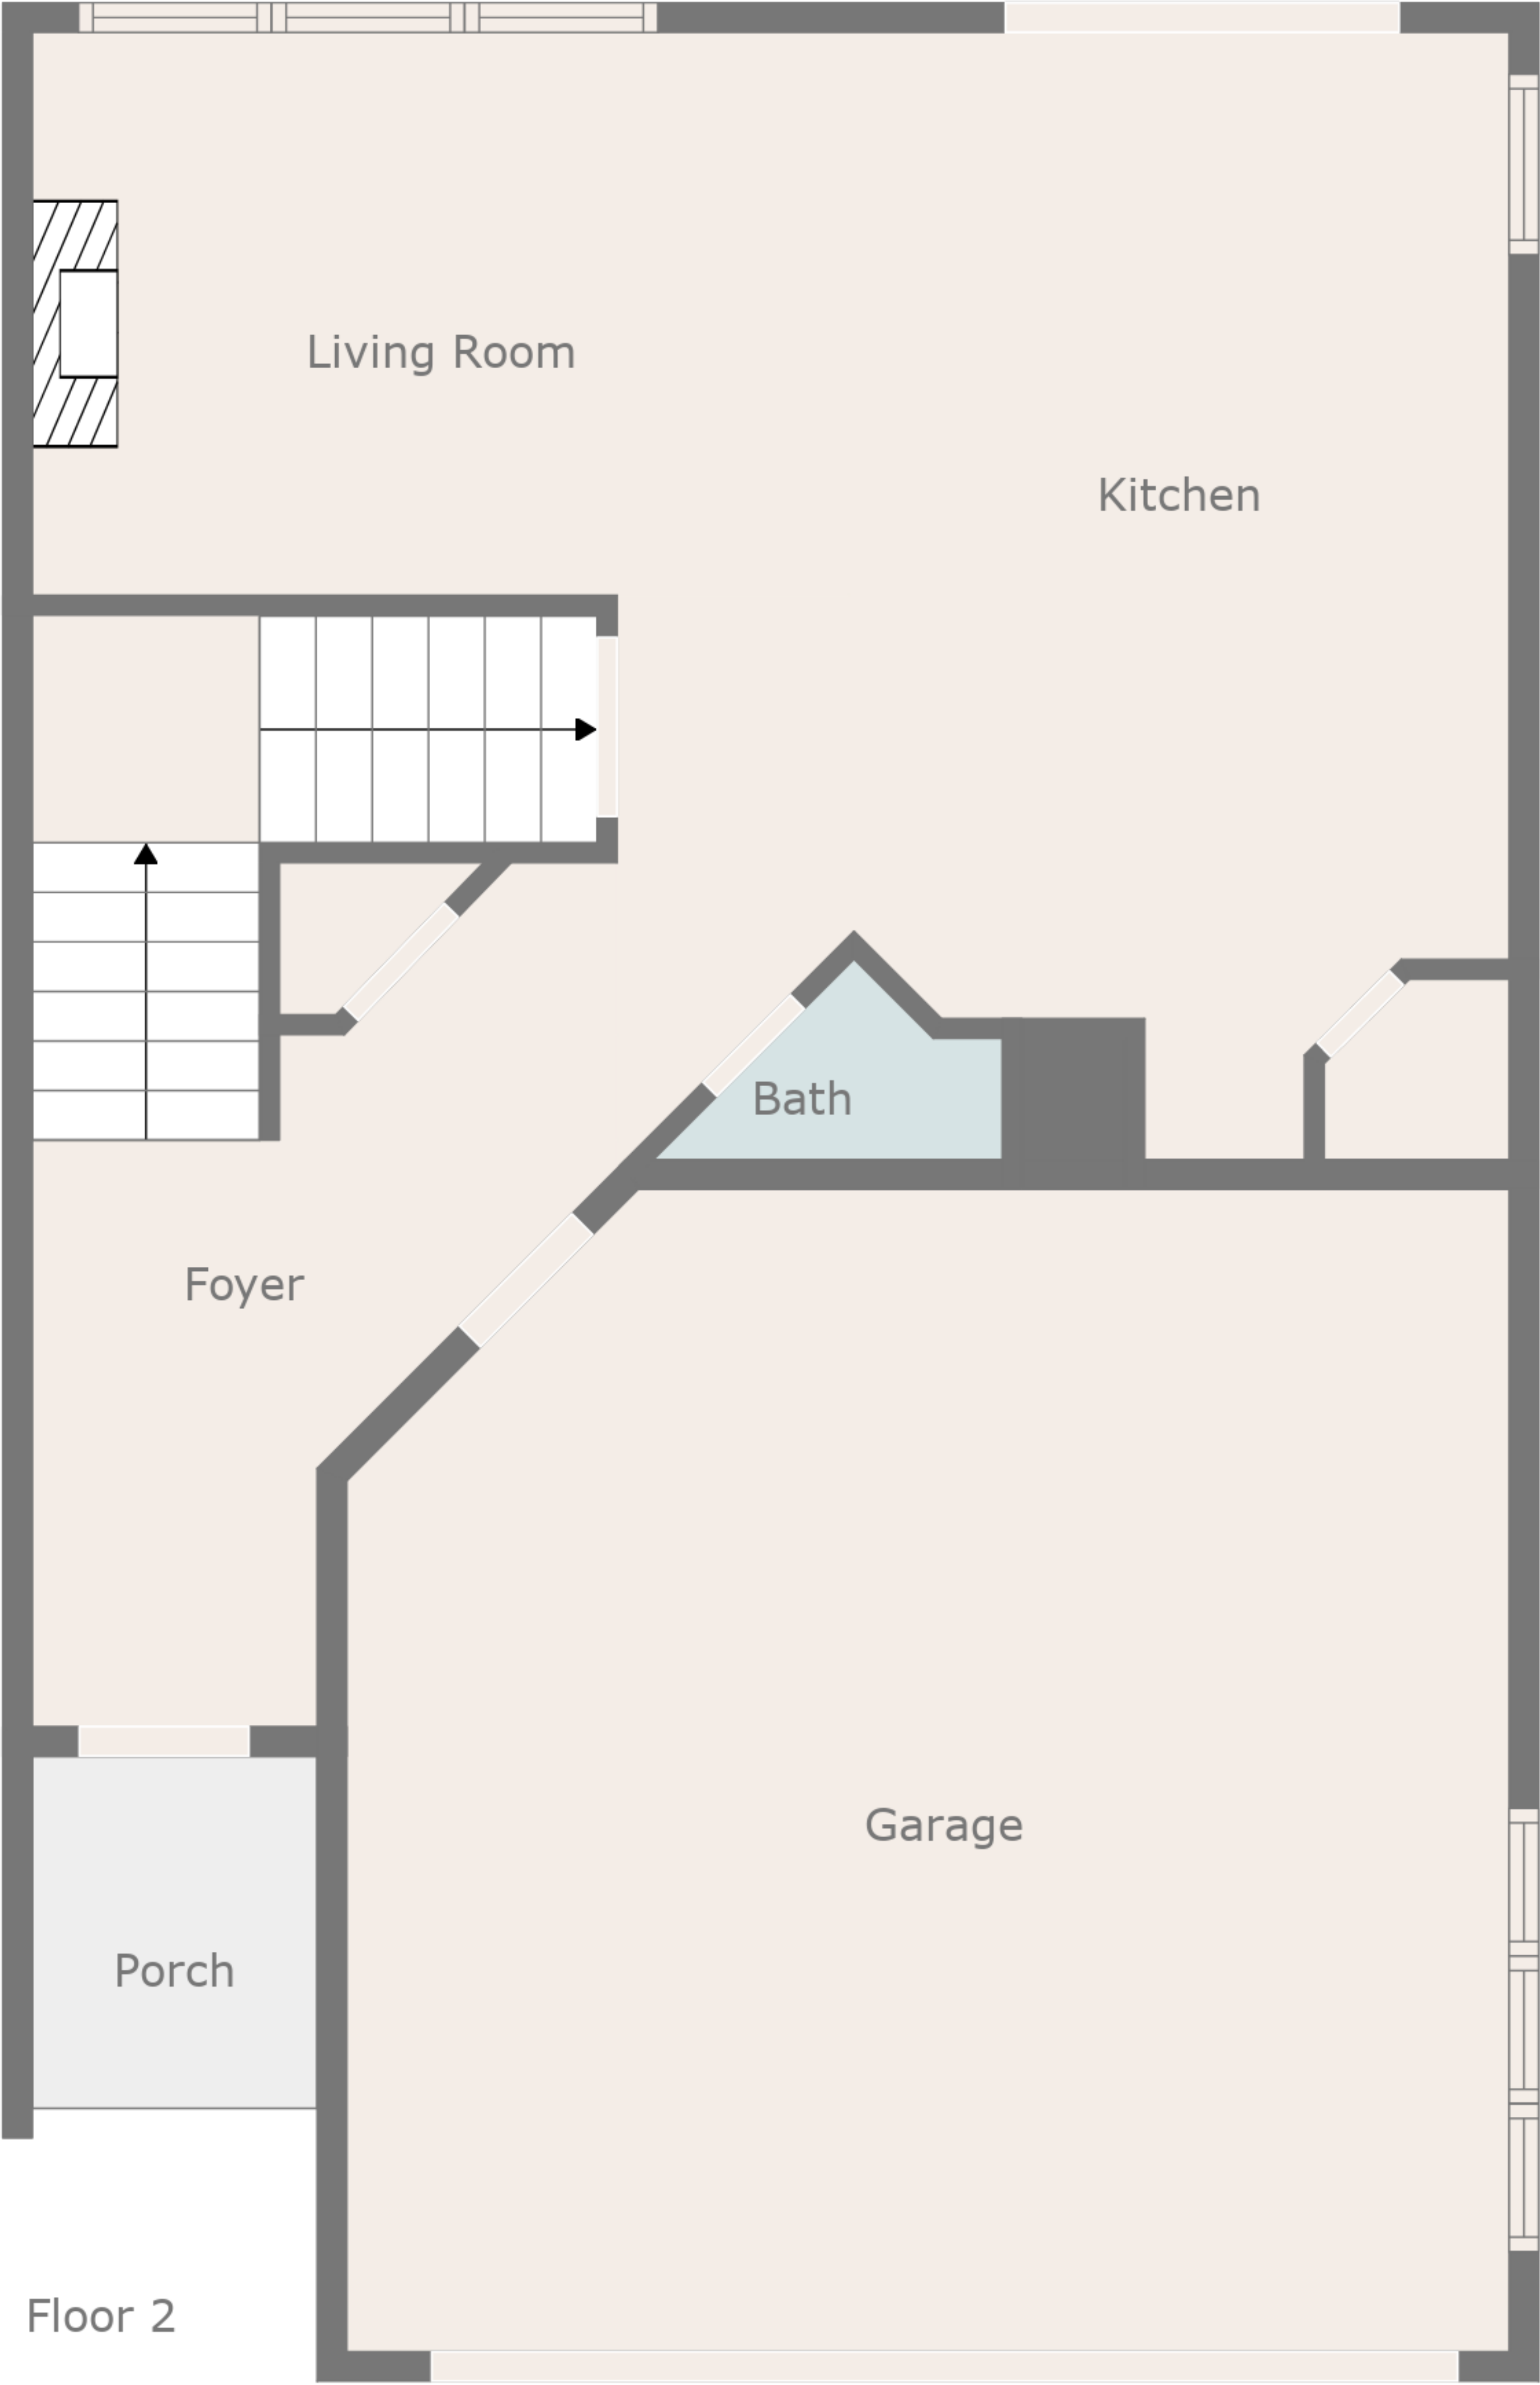 Living Room
Kitchen
Bath
Foyer
Garage
Porch
Floor 2